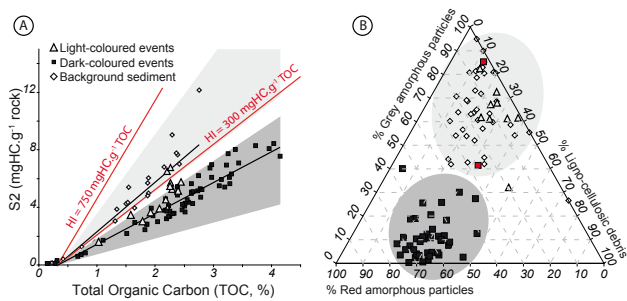 A
Light-coloured events
Dark-coloured events
Background sediment
HI = 750 mgHC.g⁻¹ TOC
HI = 300 mgHC.g⁻¹ TOC
S2 (mgHC.g⁻¹ rock)
12
8
4
0
0 1 2 3 4
Total Organic Carbon (TOC, %)
B
% Grey amorphous particles
% Ligno-cellulosic debris
% Red amorphous particles
100
90
80
70
60
50
40
30
20
10
0
0
10
20
30
40
50
60
70
80
90
100
100 90 80 70 60 50 40 30 20 10 0